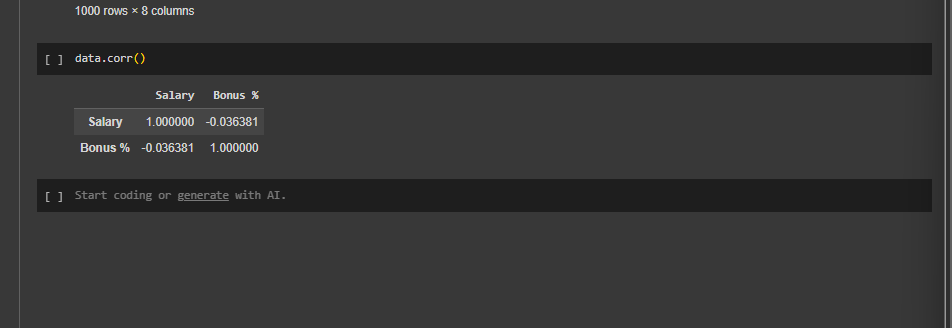 1000 rows × 8 columns
[ ] data.corr()
Salary Bonus %
Salary 1.000000 -0.036381
Bonus % -0.036381 1.000000
[ ] Start coding or generate with AI.